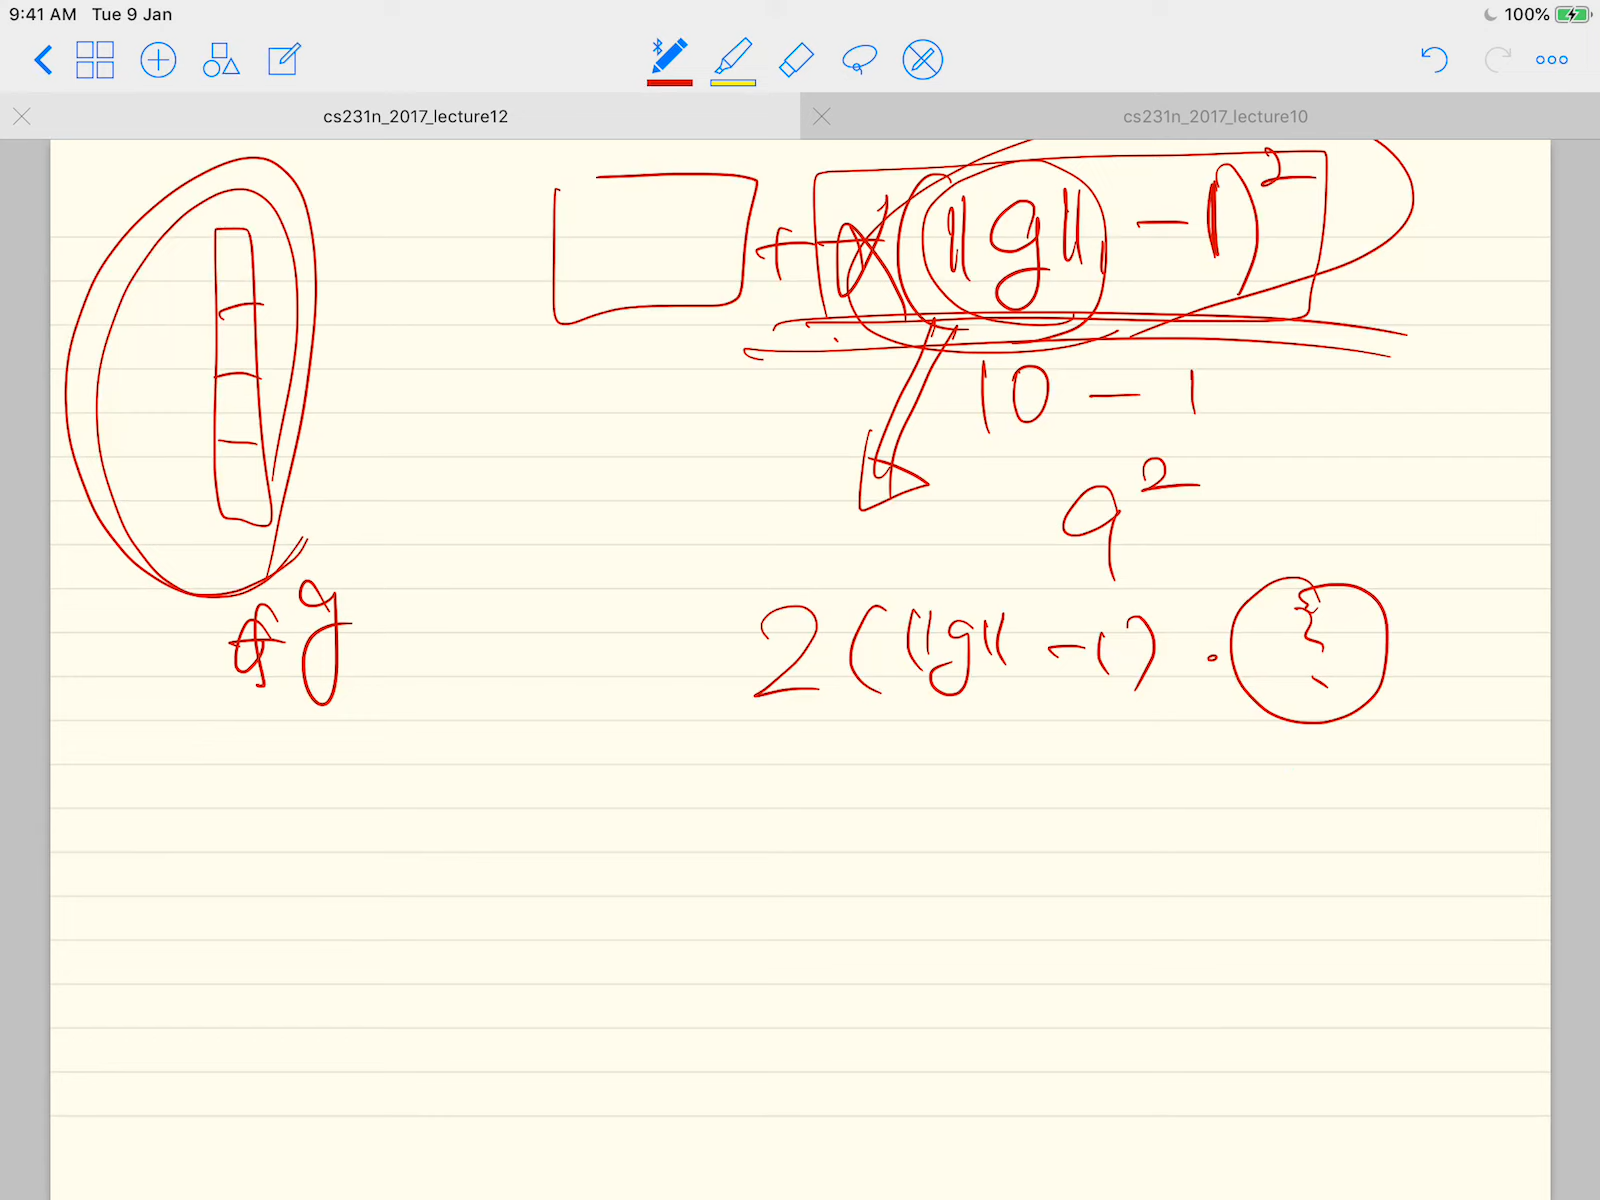 9:41 AM Tue 9 Jan
100%
cs231n_2017_lecture12
cs231n_2017_lecture10
+ (||g|| - 1)²
10 - 1
9²
g
2 (||g|| - 1) ·